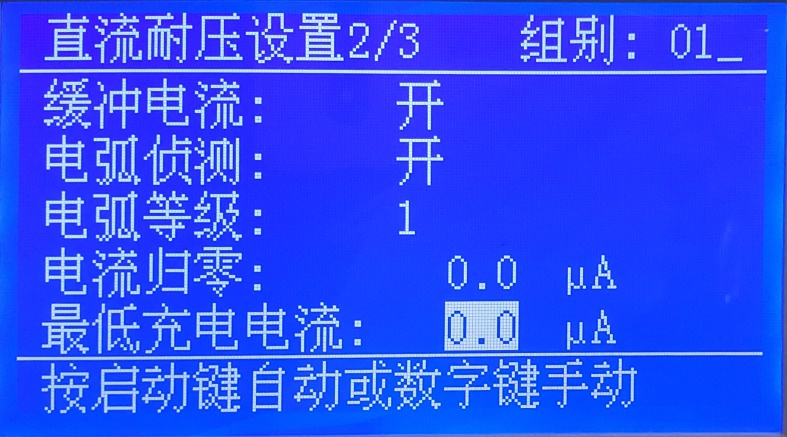 直流耐压设置2/3 组别: 01_
缓冲电流: 开
电弧侦测: 开
电弧等级: 1
电流归零: 0.0 μA
最低充电电流: 0.0 μA
按启动键自动或数字键手动